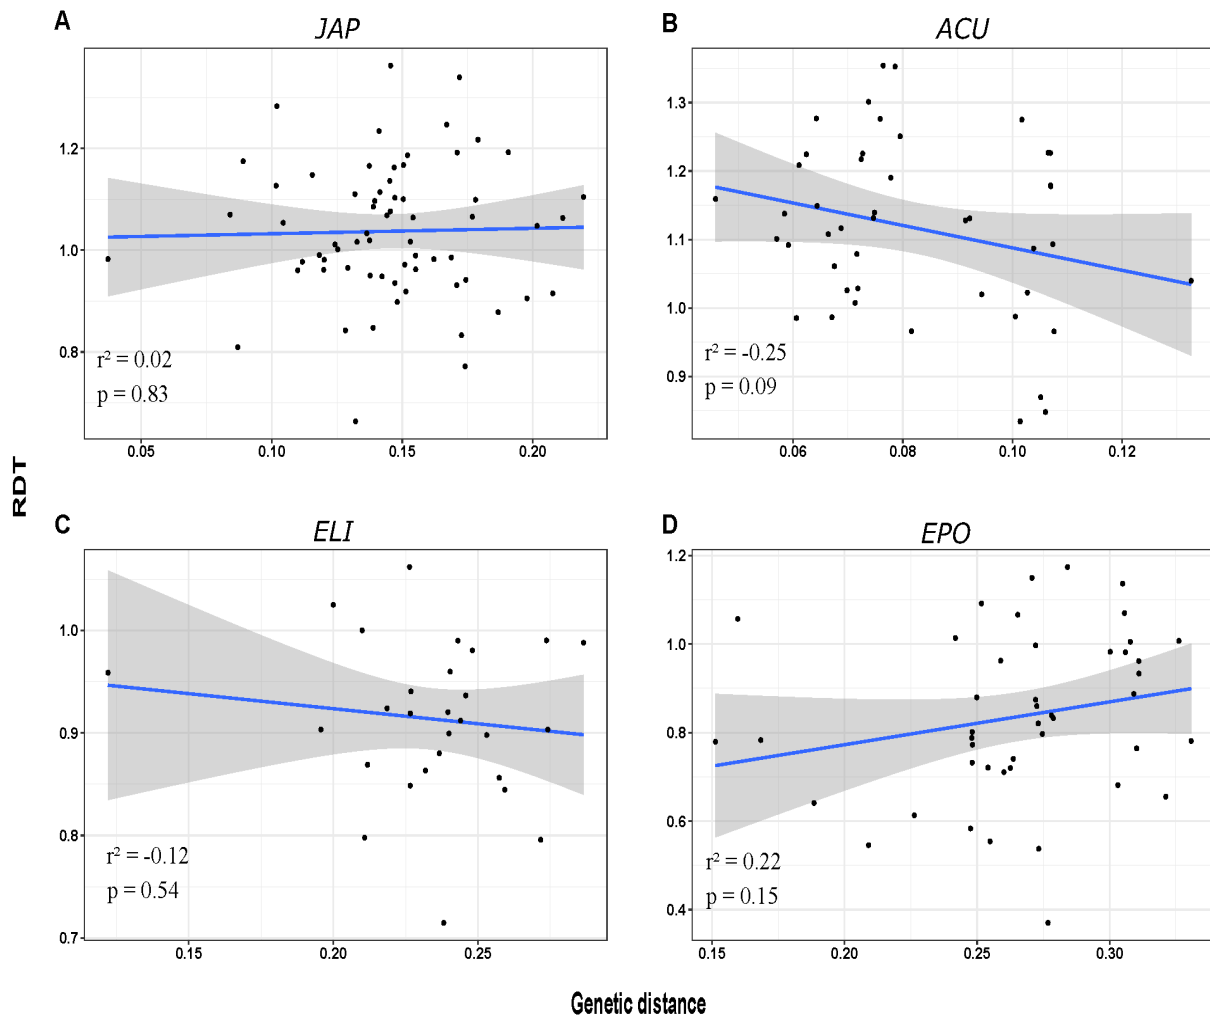 A
JAP
1.2
1.0
0.8
r² = 0.02
p = 0.83
0.05 0.10 0.15 0.20
B
ACU
1.3
1.2
1.1
1.0
0.9
r² = -0.25
p = 0.09
0.06 0.08 0.10 0.12
RDT
C
ELI
1.0
0.9
0.8
0.7
r² = -0.12
p = 0.54
0.15 0.20 0.25
D
EPO
1.2
1.0
0.8
0.6
0.4
r² = 0.22
p = 0.15
0.15 0.20 0.25 0.30
Genetic distance